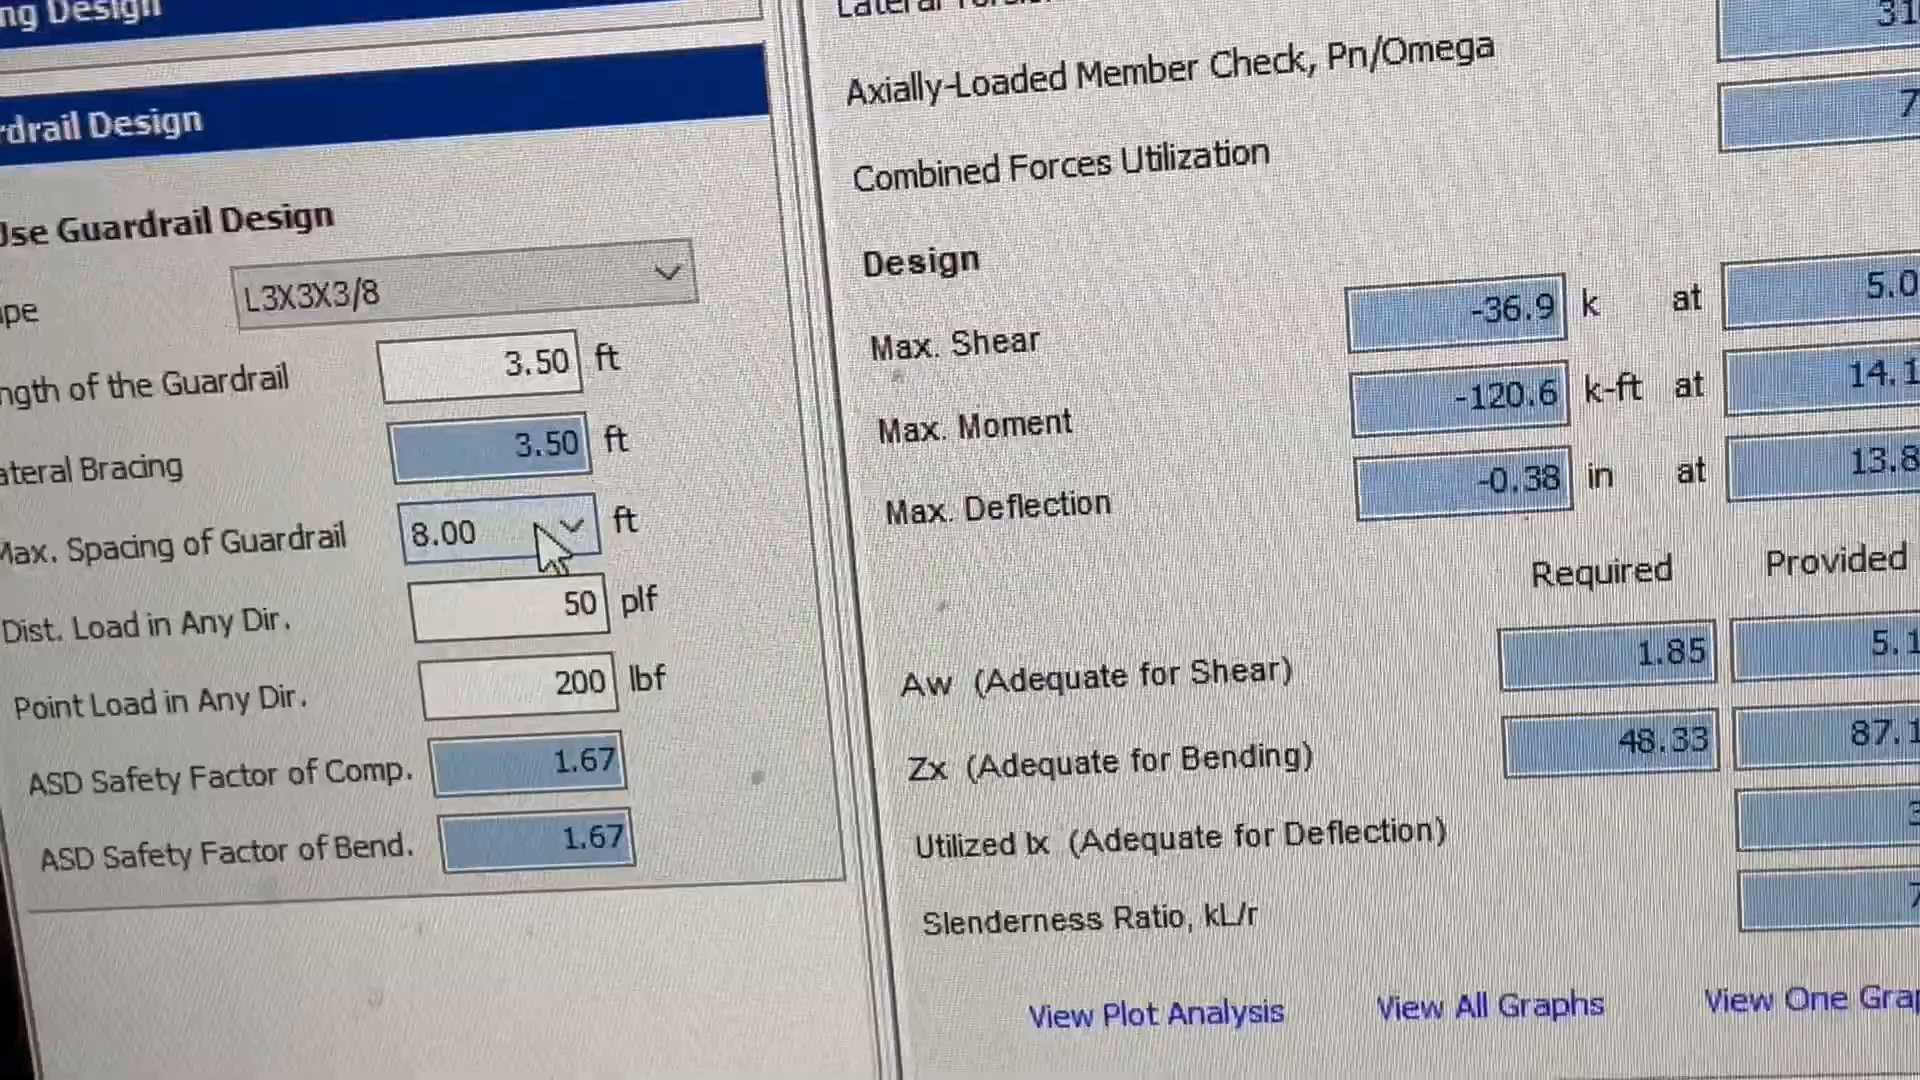 ng Design
rdrail Design
Use Guardrail Design
ape L3X3X3/8
ngth of the Guardrail 3.50 ft
ateral Bracing 3.50 ft
Max. Spacing of Guardrail 8.00 ft
Dist. Load in Any Dir. 50 plf
Point Load in Any Dir. 200 lbf
ASD Safety Factor of Comp. 1.67
ASD Safety Factor of Bend. 1.67
Axially-Loaded Member Check, Pn/Omega
Combined Forces Utilization
Design
Max. Shear -36.9 k at 5.0
Max. Moment -120.6 k-ft at 14.1
Max. Deflection -0.38 in at 13.8
Required Provided
Aw (Adequate for Shear) 1.85 5.1
Zx (Adequate for Bending) 48.33 87.1
Utilized Ix (Adequate for Deflection)
Slenderness Ratio, kL/r
View Plot Analysis View All Graphs View One Grap